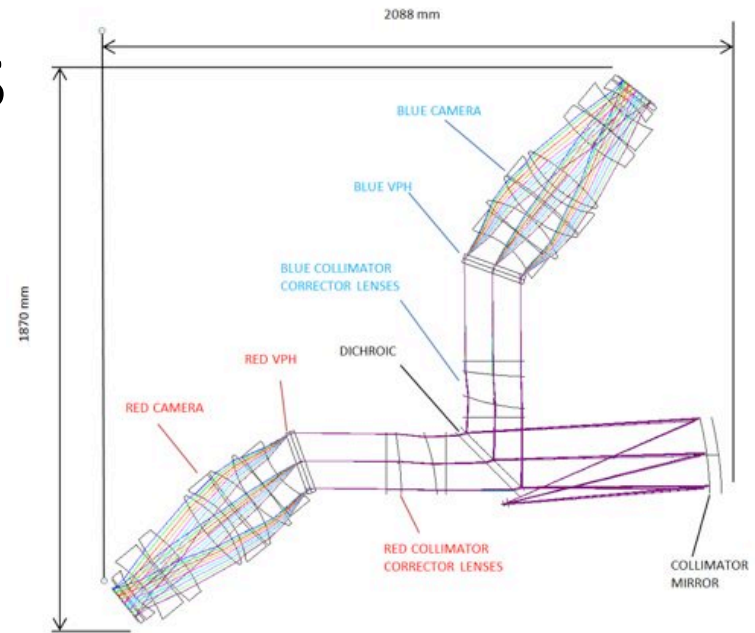 2088 mm
BLUE CAMERA
BLUE VPH
BLUE COLLIMATOR
CORRECTOR LENSES
1870 mm
DICHROIC
RED VPH
RED CAMERA
RED COLLIMATOR
CORRECTOR LENSES
COLLIMATOR
MIRROR